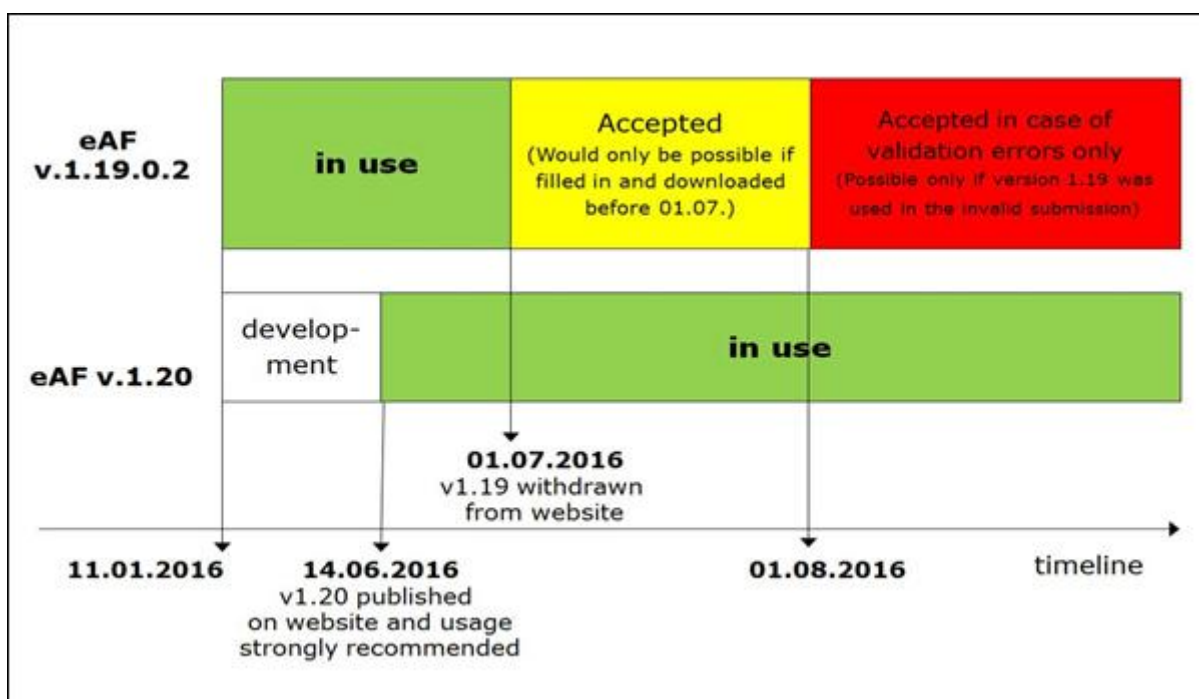 eAF
v.1.19.0.2
in use
Accepted
(Would only be possible if
filled in and downloaded
before 01.07.)
Accepted in case of
validation errors only
(Possible only if version 1.19 was
used in the invalid submission)
eAF v.1.20
develop-
ment
in use
01.07.2016
v1.19 withdrawn
from website
11.01.2016
14.06.2016
v1.20 published
on website and usage
strongly recommended
01.08.2016
timeline